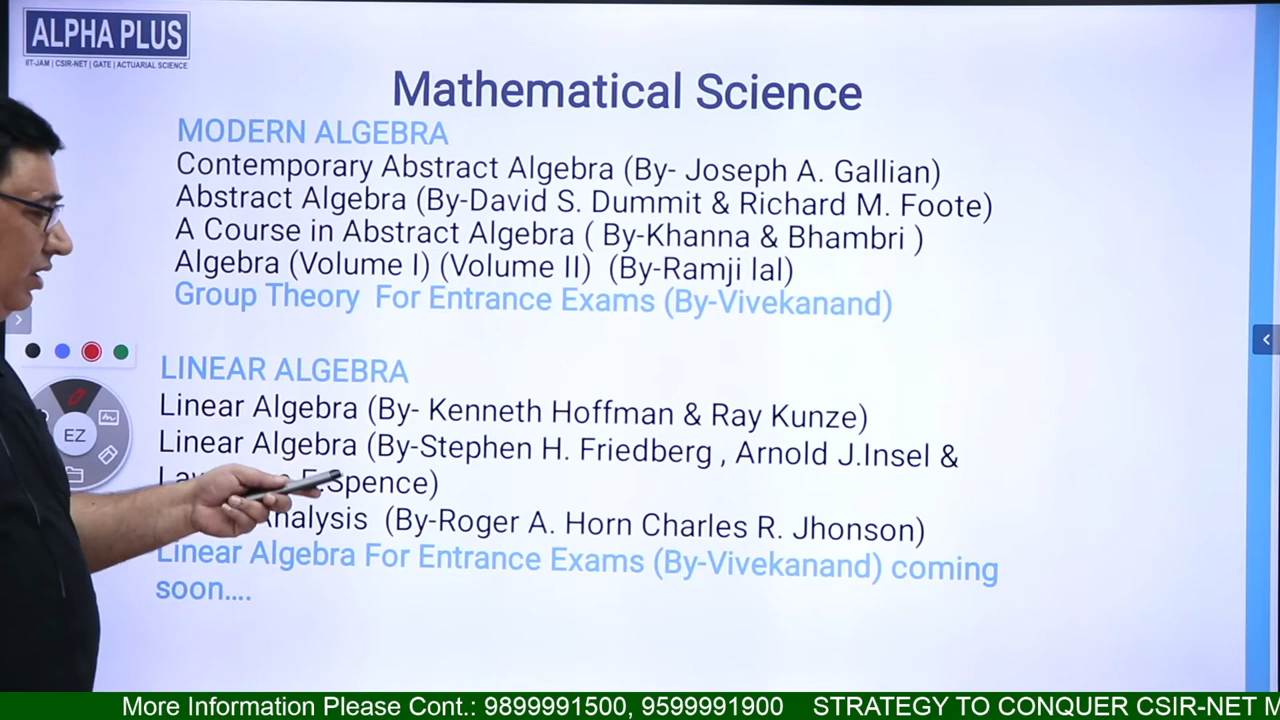 ALPHA PLUS
IIT-JAM | CSIR-NET | GATE | ACTUARIAL SCIENCE
Mathematical Science
MODERN ALGEBRA
Contemporary Abstract Algebra (By- Joseph A. Gallian)
Abstract Algebra (By-David S. Dummit & Richard M. Foote)
A Course in Abstract Algebra ( By-Khanna & Bhambri )
Algebra (Volume I) (Volume II) (By-Ramji lal)
Group Theory For Entrance Exams (By-Vivekanand)
LINEAR ALGEBRA
Linear Algebra (By- Kenneth Hoffman & Ray Kunze)
Linear Algebra (By-Stephen H. Friedberg , Arnold J.Insel &
Spence)
Analysis (By-Roger A. Horn Charles R. Jhonson)
Linear Algebra For Entrance Exams (By-Vivekanand) coming
soon....
EZ
More Information Please Cont.: 9899991500, 9599991900 STRATEGY TO CONQUER CSIR-NET M